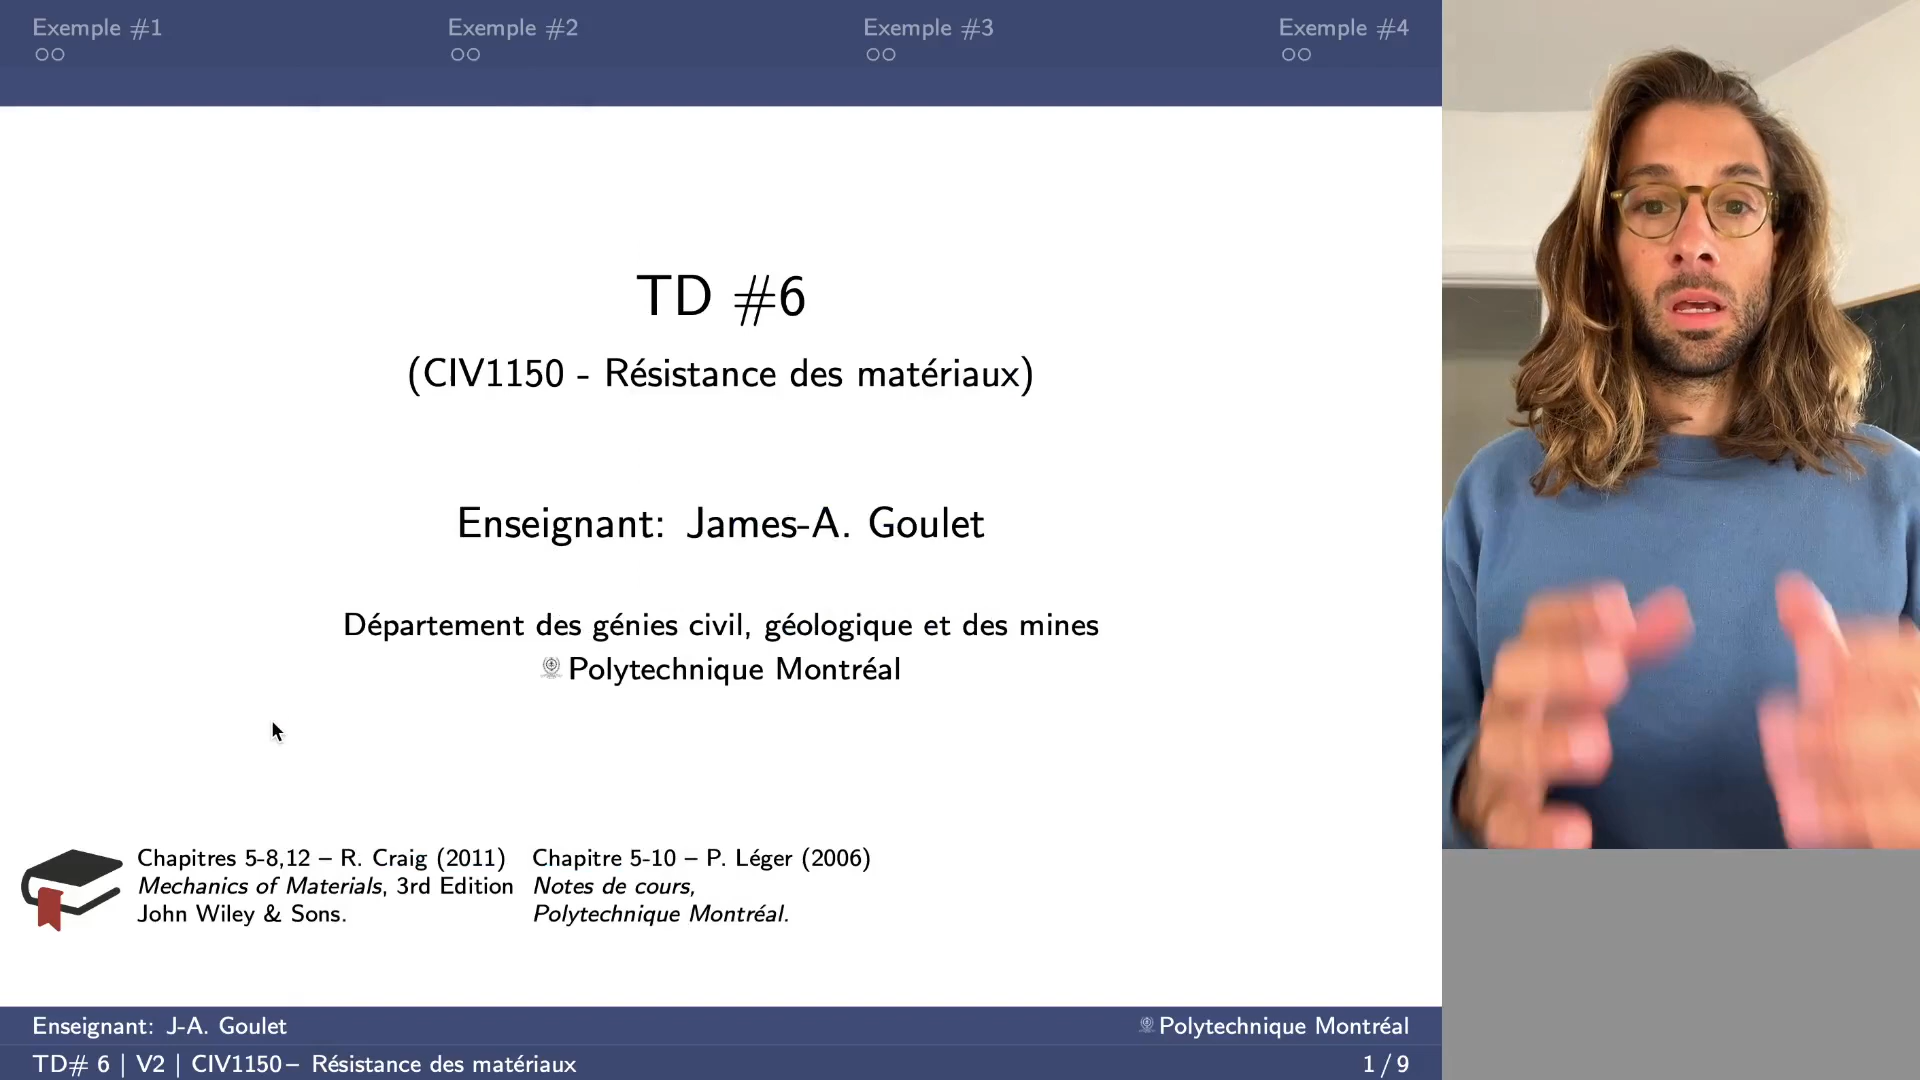 Exemple #1
Exemple #2
Exemple #3
Exemple #4
TD #6
(CIV1150 - Résistance des matériaux)
Enseignant: James-A. Goulet
Département des génies civil, géologique et des mines
Polytechnique Montréal
Chapitres 5-8,12 – R. Craig (2011)
Mechanics of Materials, 3rd Edition
John Wiley & Sons.
Chapitre 5-10 – P. Léger (2006)
Notes de cours,
Polytechnique Montréal.
Enseignant: J-A. Goulet
Polytechnique Montréal
TD# 6 | V2 | CIV1150– Résistance des matériaux
1 / 9